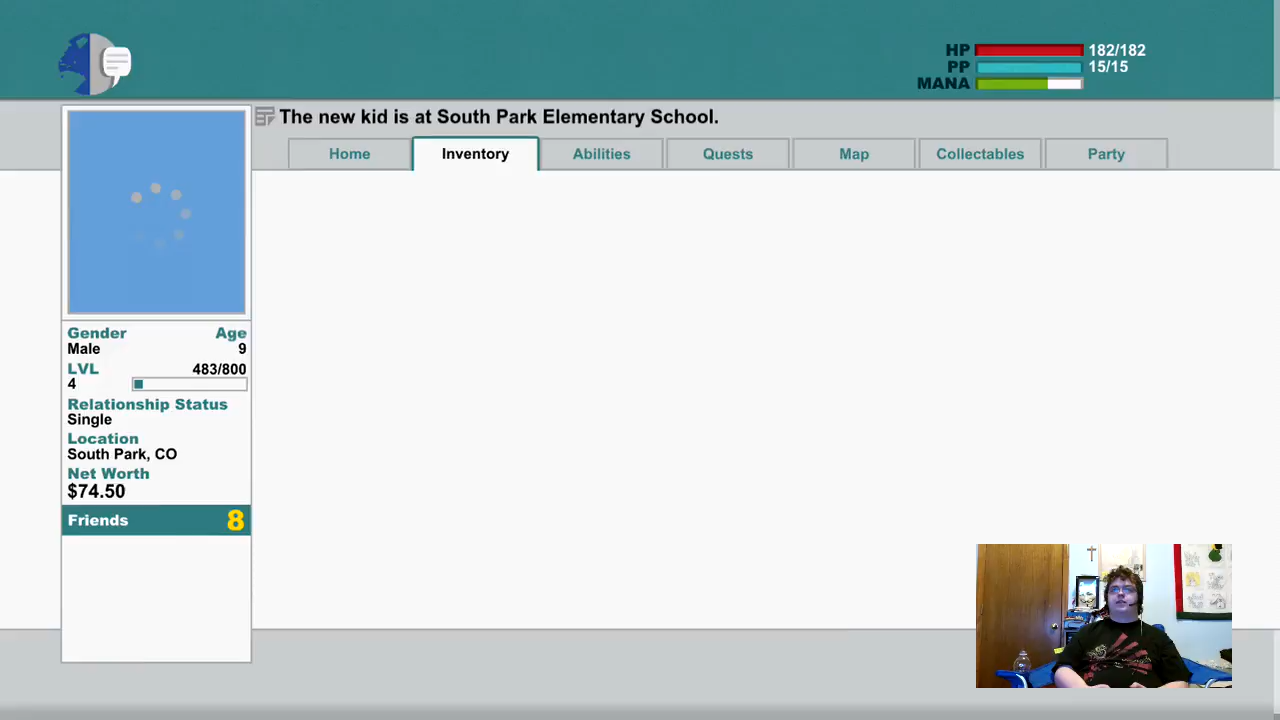 HP 182/182
PP 15/15
MANA
The new kid is at South Park Elementary School.
Home Inventory Abilities Quests Map Collectables Party
Gender Age
Male 9
LVL 483/800
4
Relationship Status
Single
Location
South Park, CO
Net Worth
$74.50
Friends 8